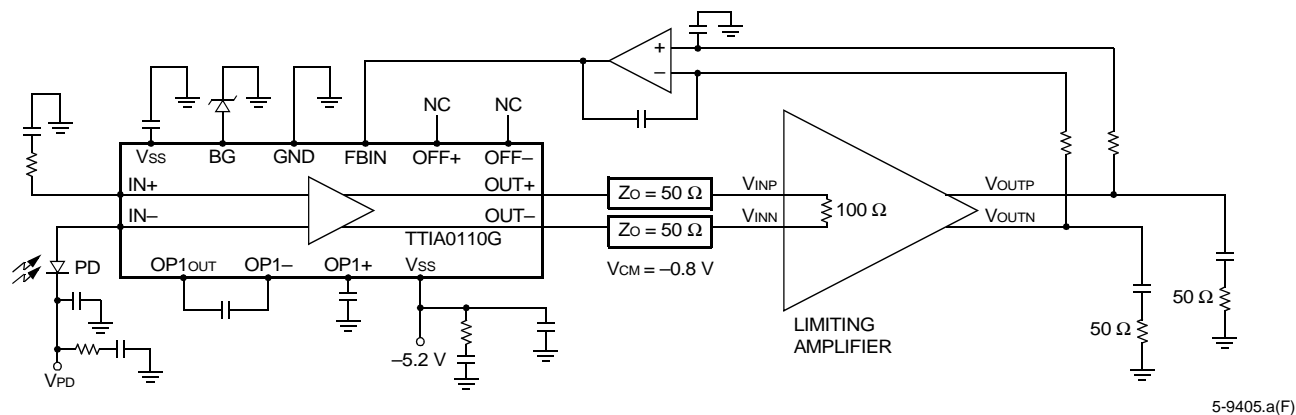 +
–
NC NC
VSS BG GND FBIN OFF+ OFF–
IN+ OUT+ ZO = 50 Ω VINP VOUTP
100 Ω
IN– OUT– ZO = 50 Ω VINN VOUTN
TTIA0110G
PD OP1OUT OP1– OP1+ VSS VCM = –0.8 V
50 Ω
50 Ω
LIMITING
AMPLIFIER
–5.2 V
VPD
5-9405.a(F)